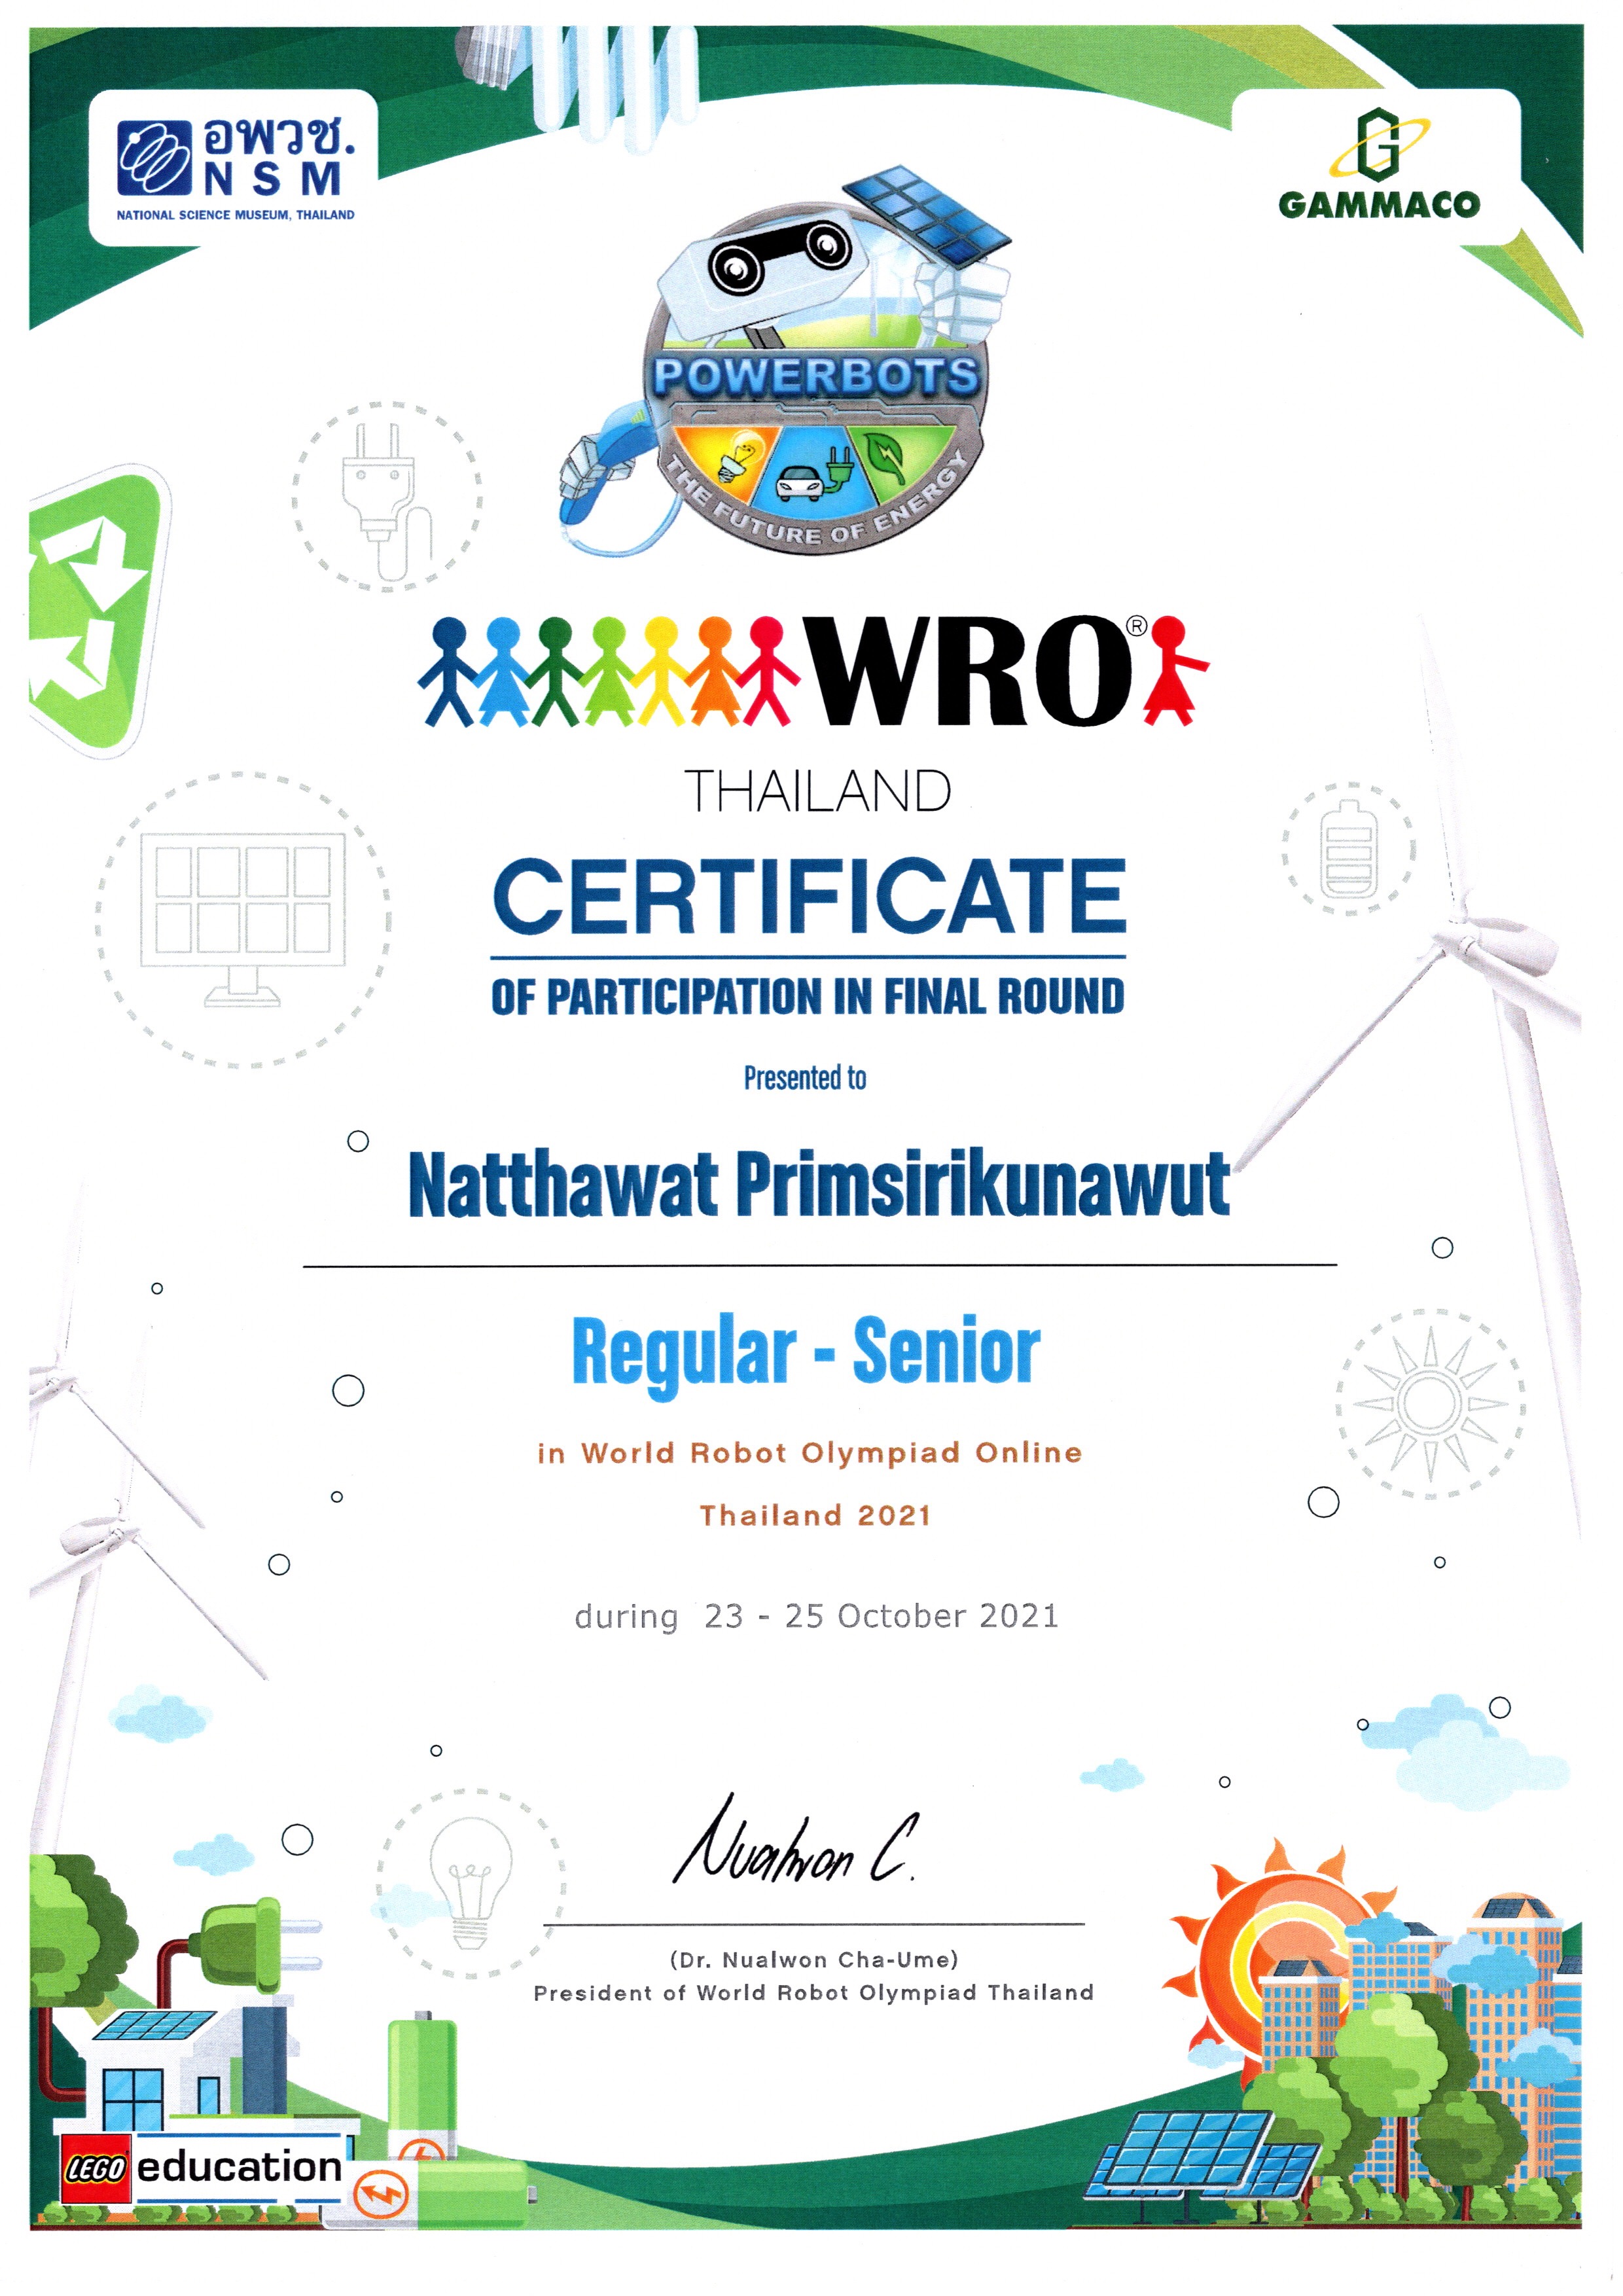 อพวช.
NSM
NATIONAL SCIENCE MUSEUM, THAILAND
G
GAMMACO
POWERBOTS
THE FUTURE OF ENERGY
WRO®
THAILAND
CERTIFICATE
OF PARTICIPATION IN FINAL ROUND
Presented to
Natthawat Primsirikunawut
Regular - Senior
in World Robot Olympiad Online
Thailand 2021
during 23 - 25 October 2021
Nualwon C.
(Dr. Nualwon Cha-Ume)
President of World Robot Olympiad Thailand
LEGO education